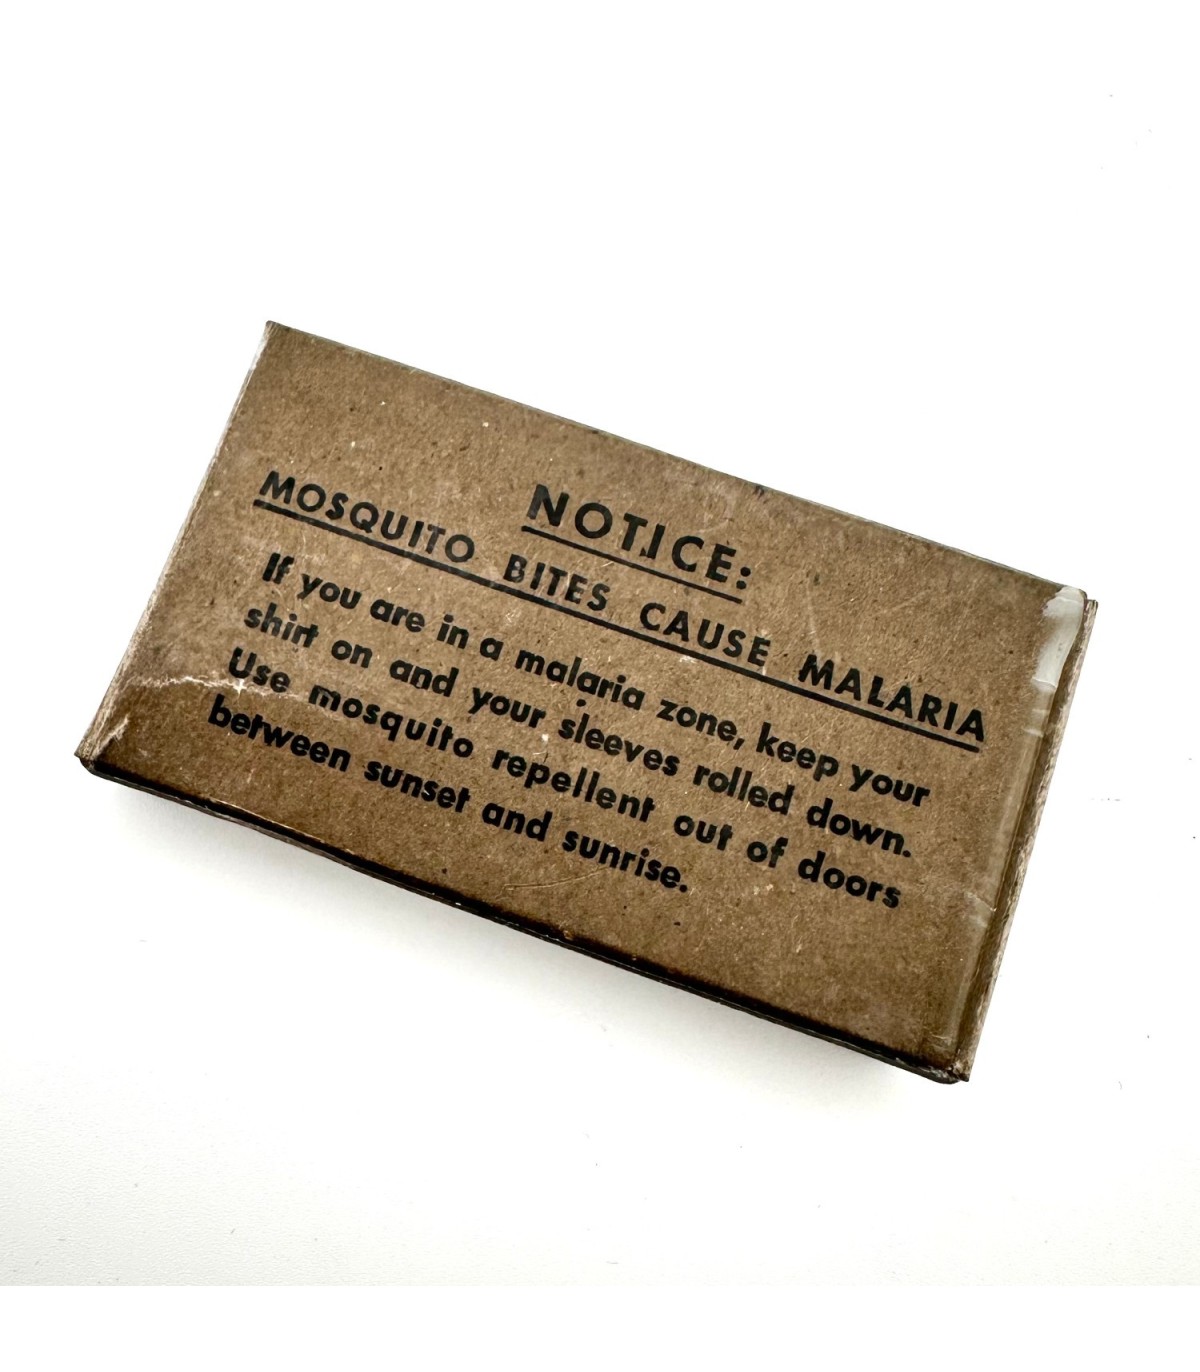 NOTICE:
MOSQUITO BITES CAUSE MALARIA
If you are in a malaria zone, keep your
shirt on and your sleeves rolled down.
Use mosquito repellent out of doors
between sunset and sunrise.